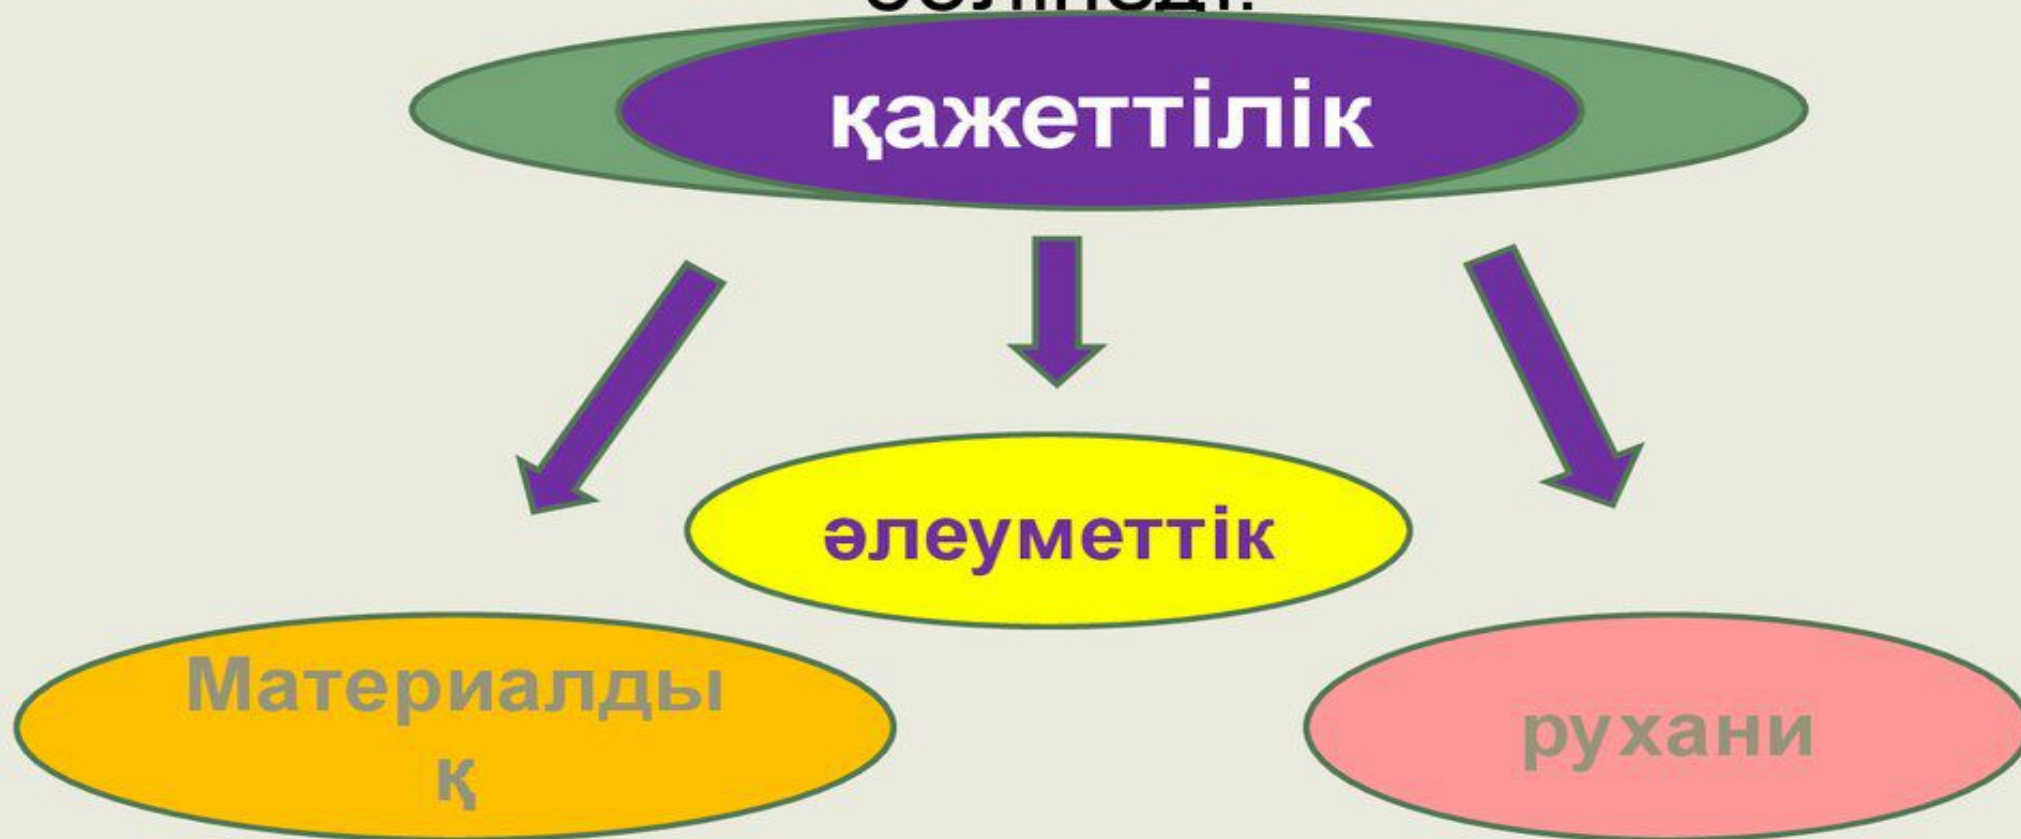 қажеттілік
әлеуметтік
Материалды
қ
рухани